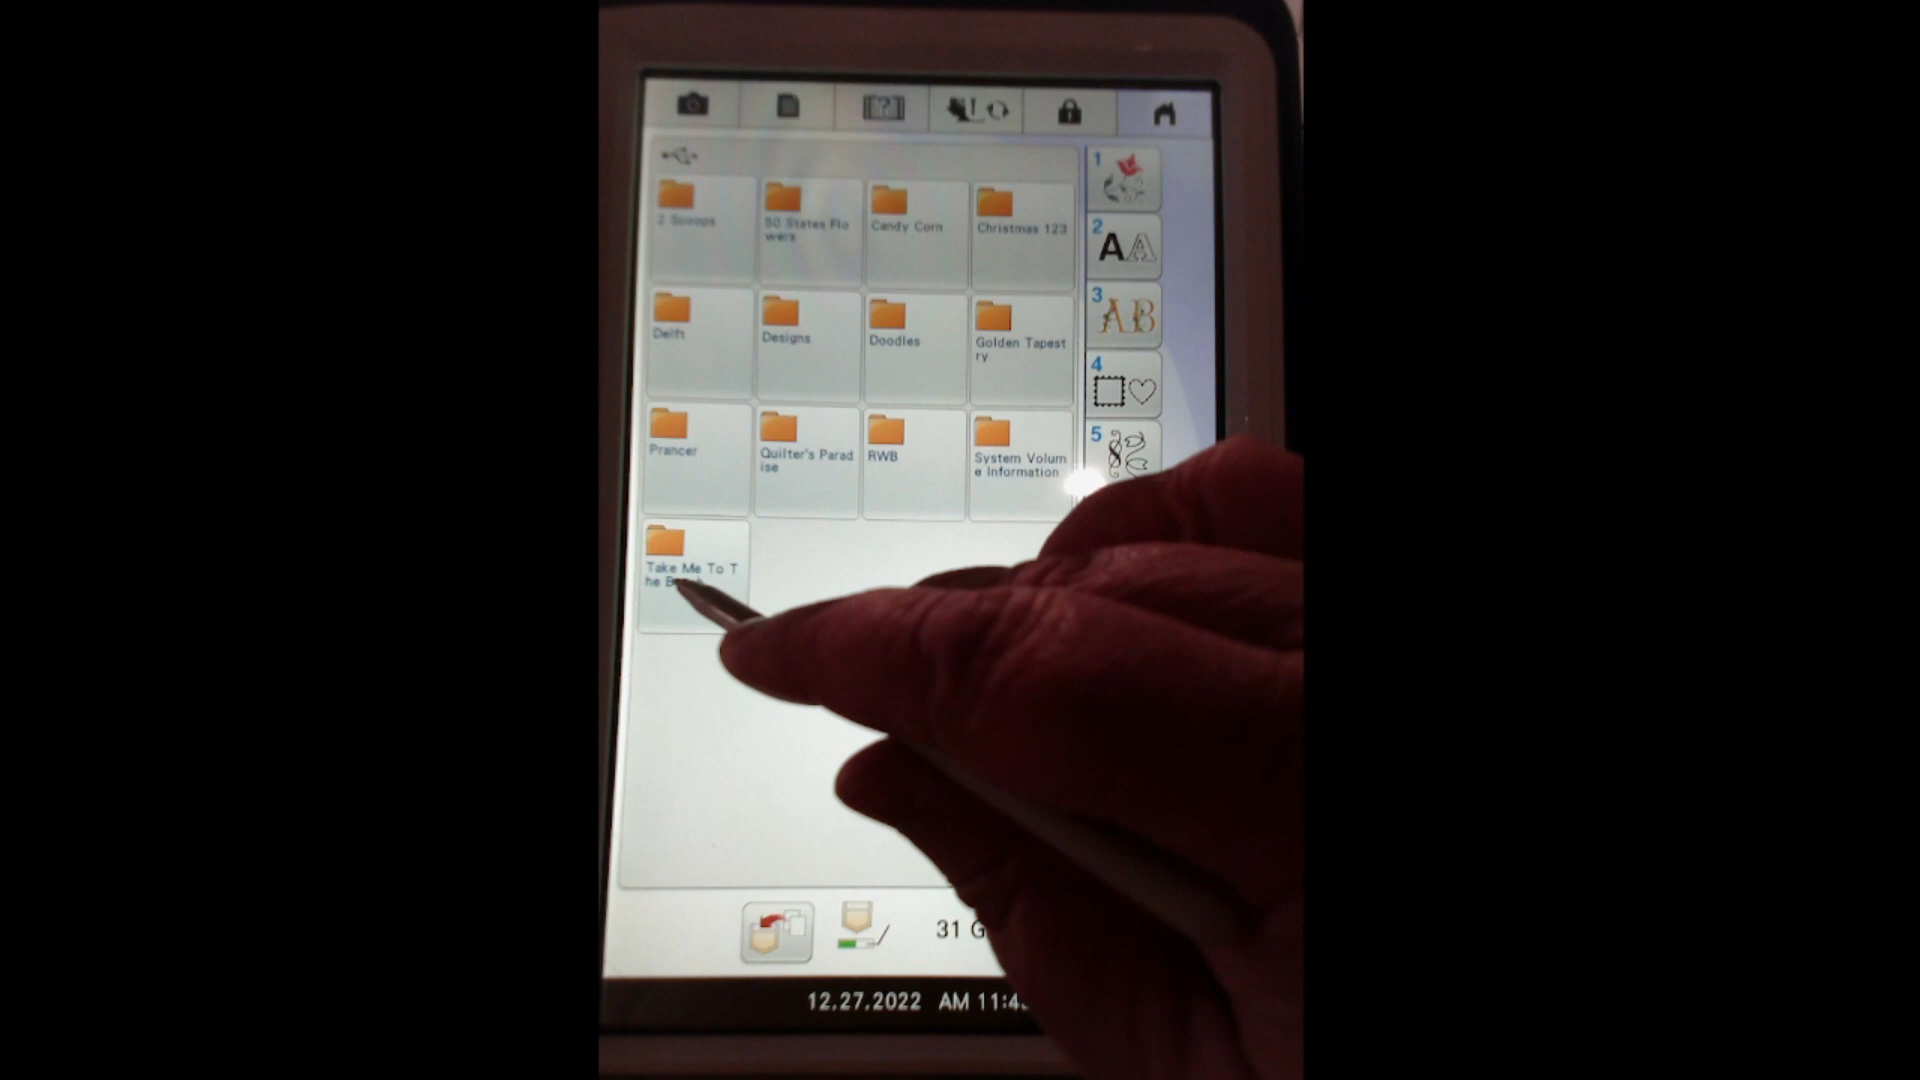 2 Scoops
50 States Flo
wers
Candy Corn
Christmas 123
Delft
Designs
Doodles
Golden Tapest
ry
Prancer
Quilter's Parad
ise
RWB
System Volum
e Information
Take Me To T
he
1
2
AA
3
AB
4
5
31 G
12.27.2022 AM